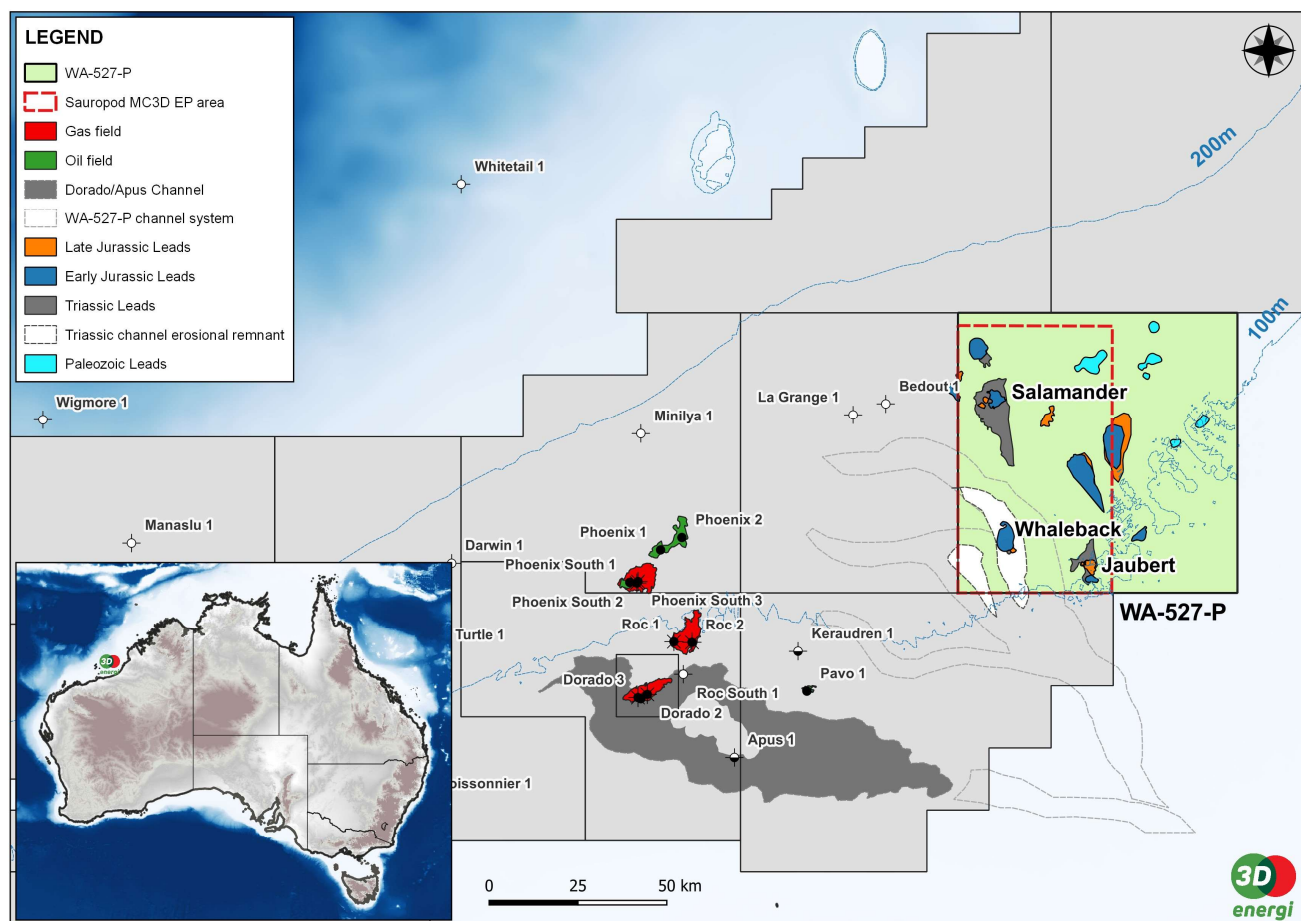 LEGEND
WA-527-P
Sauropod MC3D EP area
Gas field
Oil field
Dorado/Apus Channel
WA-527-P channel system
Late Jurassic Leads
Early Jurassic Leads
Triassic Leads
Triassic channel erosional remnant
Paleozoic Leads
200m
100m
Whitetail 1
Wigmore 1
Minilya 1
La Grange 1
Bedout 1
Salamander
Manaslu 1
Darwin 1
Phoenix 1
Phoenix 2
Phoenix South 1
Phoenix South 2
Phoenix South 3
Whaleback
Jaubert
WA-527-P
Turtle 1
Roc 1
Roc 2
Keraudren 1
Pavo 1
Dorado 3
Roc South 1
Dorado 2
Apus 1
oissonnier 1
3D
energi
0 25 50 km
3D
energi